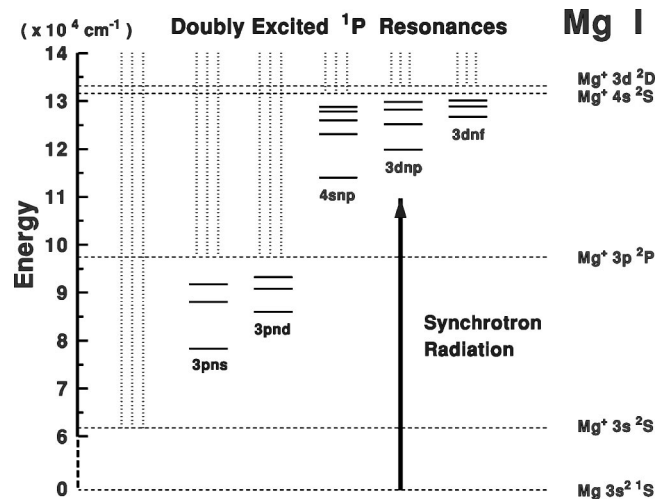 ( x 10⁴ cm⁻¹)
Doubly Excited ¹P Resonances
Mg I
14
13
12
11
10
9
8
7
6
0
Energy
3pns
3pnd
4snp
3dnp
3dnf
Synchrotron
Radiation
Mg⁺ 3d ²D
Mg⁺ 4s ²S
Mg⁺ 3p ²P
Mg⁺ 3s ²S
Mg 3s² ¹S